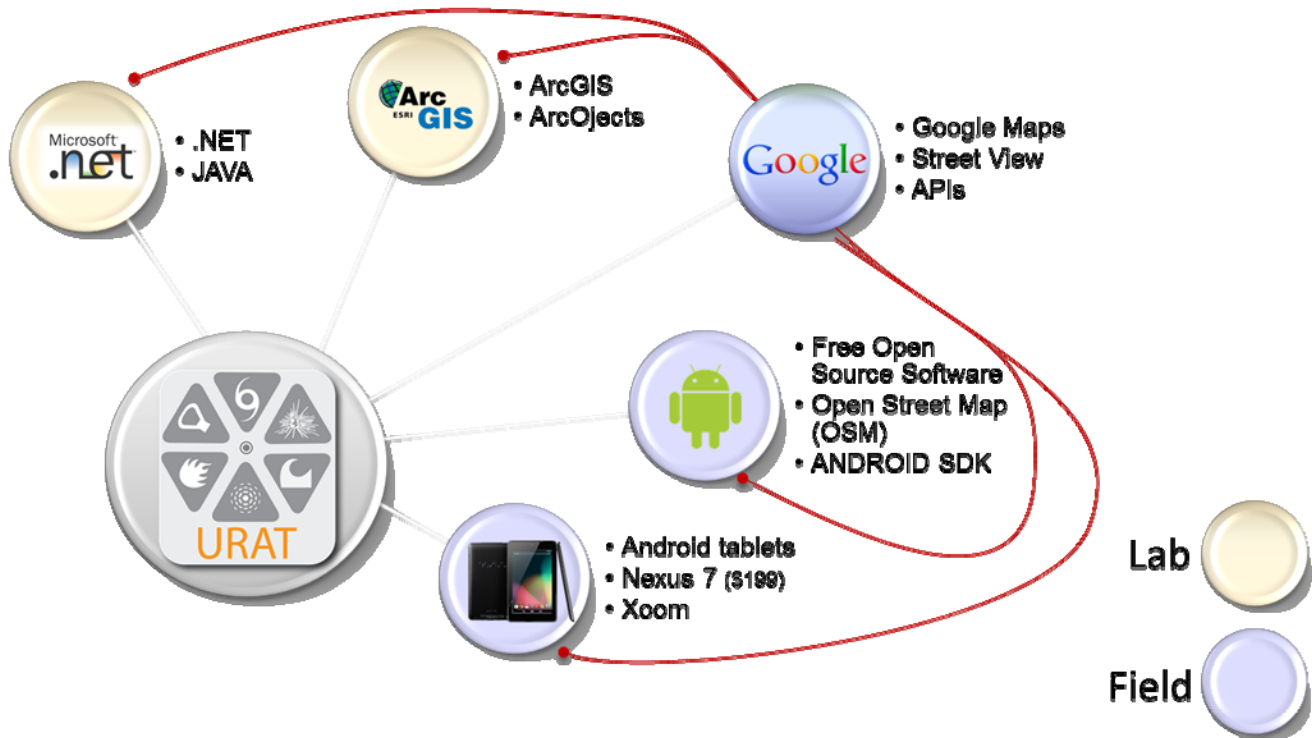 Microsoft
.net
• .NET
• JAVA
Arc
ESRI GIS
• ArcGIS
• ArcOjects
Google
• Google Maps
• Street View
• APIs
• Free Open
Source Software
• Open Street Map
(OSM)
• ANDROID SDK
URAT
• Android tablets
• Nexus 7 ($199)
• Xoom
Lab
Field